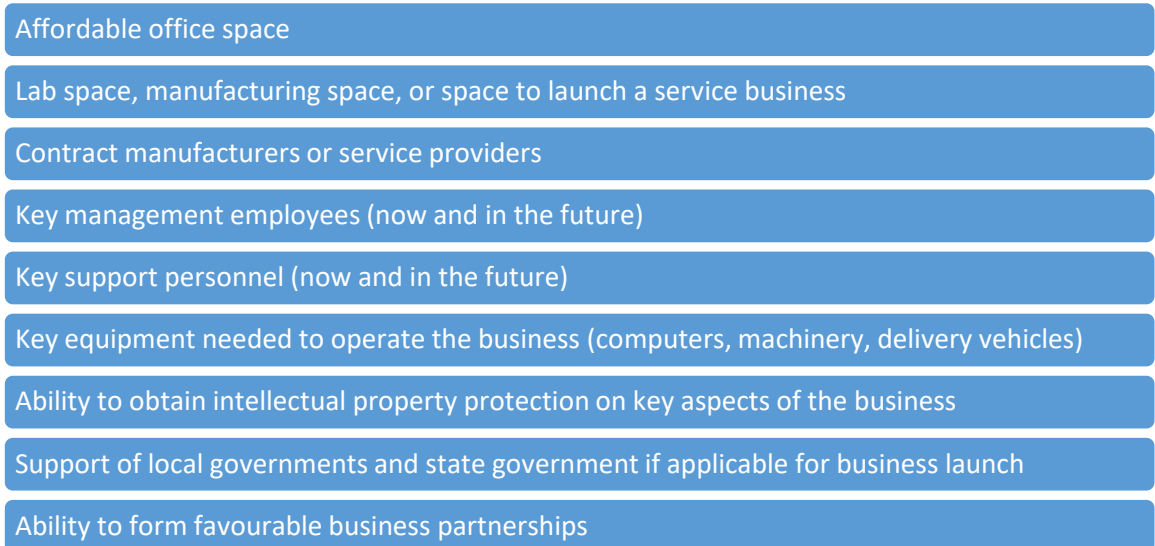 Affordable office space
Lab space, manufacturing space, or space to launch a service business
Contract manufacturers or service providers
Key management employees (now and in the future)
Key support personnel (now and in the future)
Key equipment needed to operate the business (computers, machinery, delivery vehicles)
Ability to obtain intellectual property protection on key aspects of the business
Support of local governments and state government if applicable for business launch
Ability to form favourable business partnerships